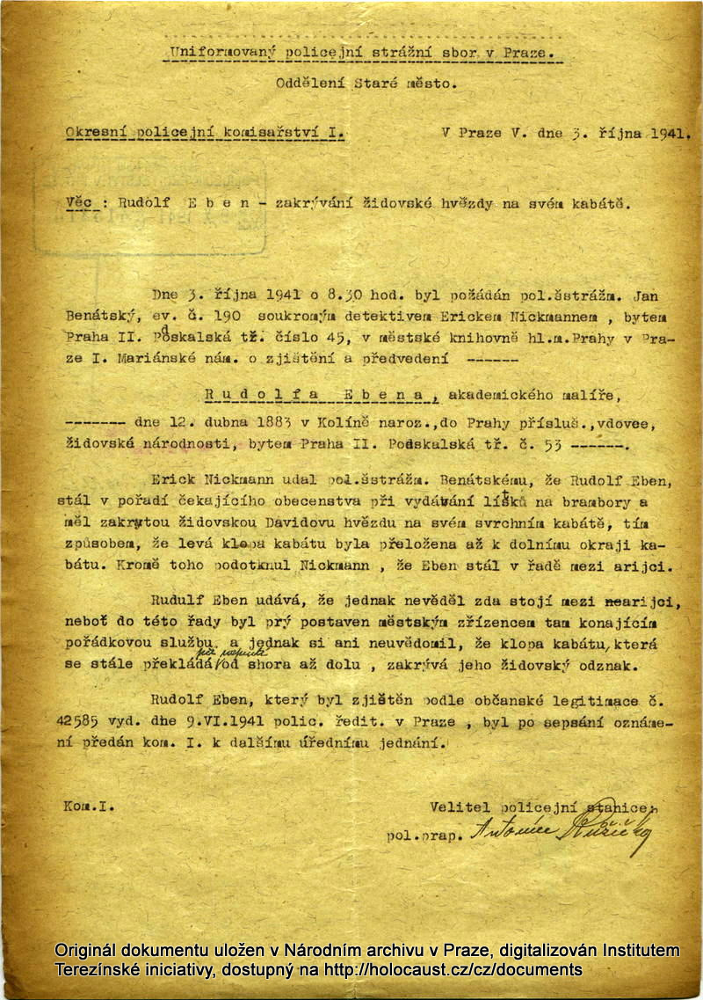 Uniformovaný policejní strážní sbor v Praze.
Oddělení Staré město.
Okresní policejní komisařství I.	V Praze V. dne 3. října 1941.
Věc : Rudolf E b e n - zakrývání židovské hvězdy na svém kabátě.
Dne 3. října 1941 o 8.30 hod. byl požádán pol.šstrážm. Jan
Benátský, ev. č. 190 soukromým detektivem Erickem Nickmannem , bytem
Praha II. Podskalská tř. číslo 45, v městské knihovně hl.m.Prahy v Pra-
ze I. Mariánské nám. o zjištění a předvedení ------
R u d o l f a E b e n a, akademického malíře,
------- dne 12. dubna 1883 v Kolíně naroz.,do Prahy přísluš.,vdovee,
židovské národnosti, bytem Praha II. Podskalská tř. č. 53 ------.
Erick Nickmann udal pol.šstrážm. Benátskému, že Rudolf Eben,
stál v pořadí čekajícího obecenstva při vydávání lístků na brambory a
měl zakrytou židovskou Davidovu hvězdu na svém svrchním kabátě, tím
způsobem, že levá klopa kabátu byla přeložena až k dolnímu okraji ka-
bátu. Kromě toho podotknul Nickmann , že Eben stál v řadě mezi arijci.
Rudulf Eben udává, že jednak nevěděl zda stojí mezi nearijci,
neboť do této řady byl prý postaven městským zřízencem tam konajícím
pořádkovou službu, a jednak si ani neuvědomil, že klopa kabátu, která
se stále překládá od shora až dolu , zakrývá jeho židovský odznak.
Rudolf Eben, který byl zjištěn podle občanské legitimace č.
42585 vyd. dne 9.VI.1941 polic. ředit. v Praze , byl po sepsání oznáme-
ní předán kom. I. k dalšímu úřednímu jednání.
Kom.I.	Velitel policejní stanice,
pol.prap. Antonín Růžička
Originál dokumentu uložen v Národním archivu v Praze, digitalizován Institutem
Terezínské iniciativy, dostupný na http://holocaust.cz/cz/documents